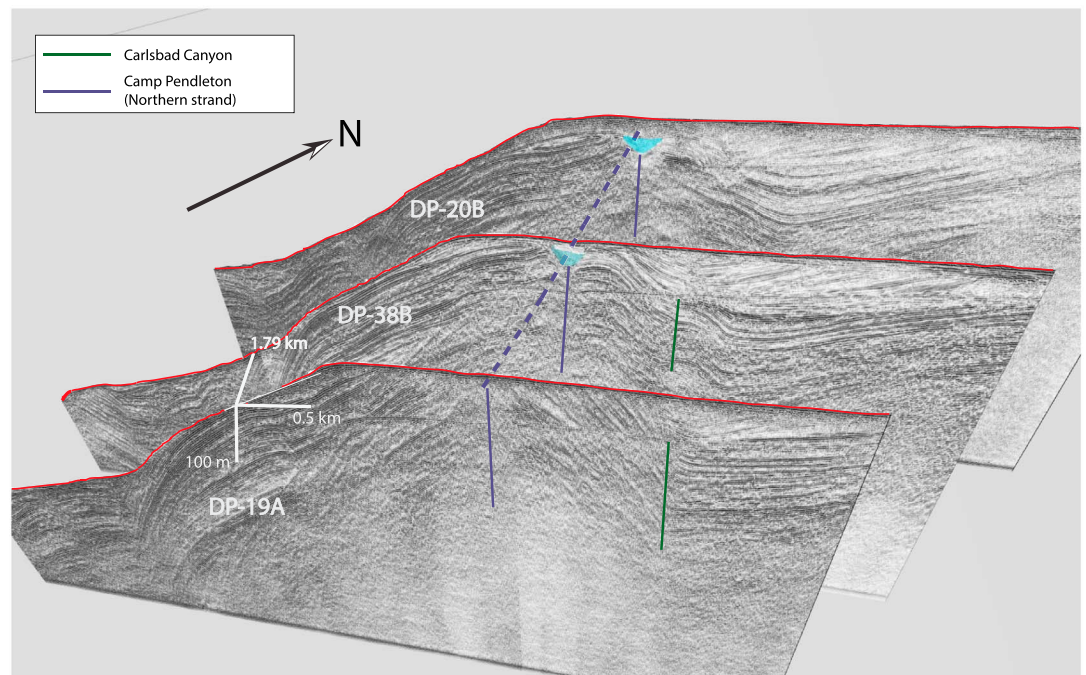 Carlsbad Canyon
Camp Pendleton
(Northern strand)
N
DP-20B
DP-38B
1.79 km
0.5 km
100 m
DP-19A